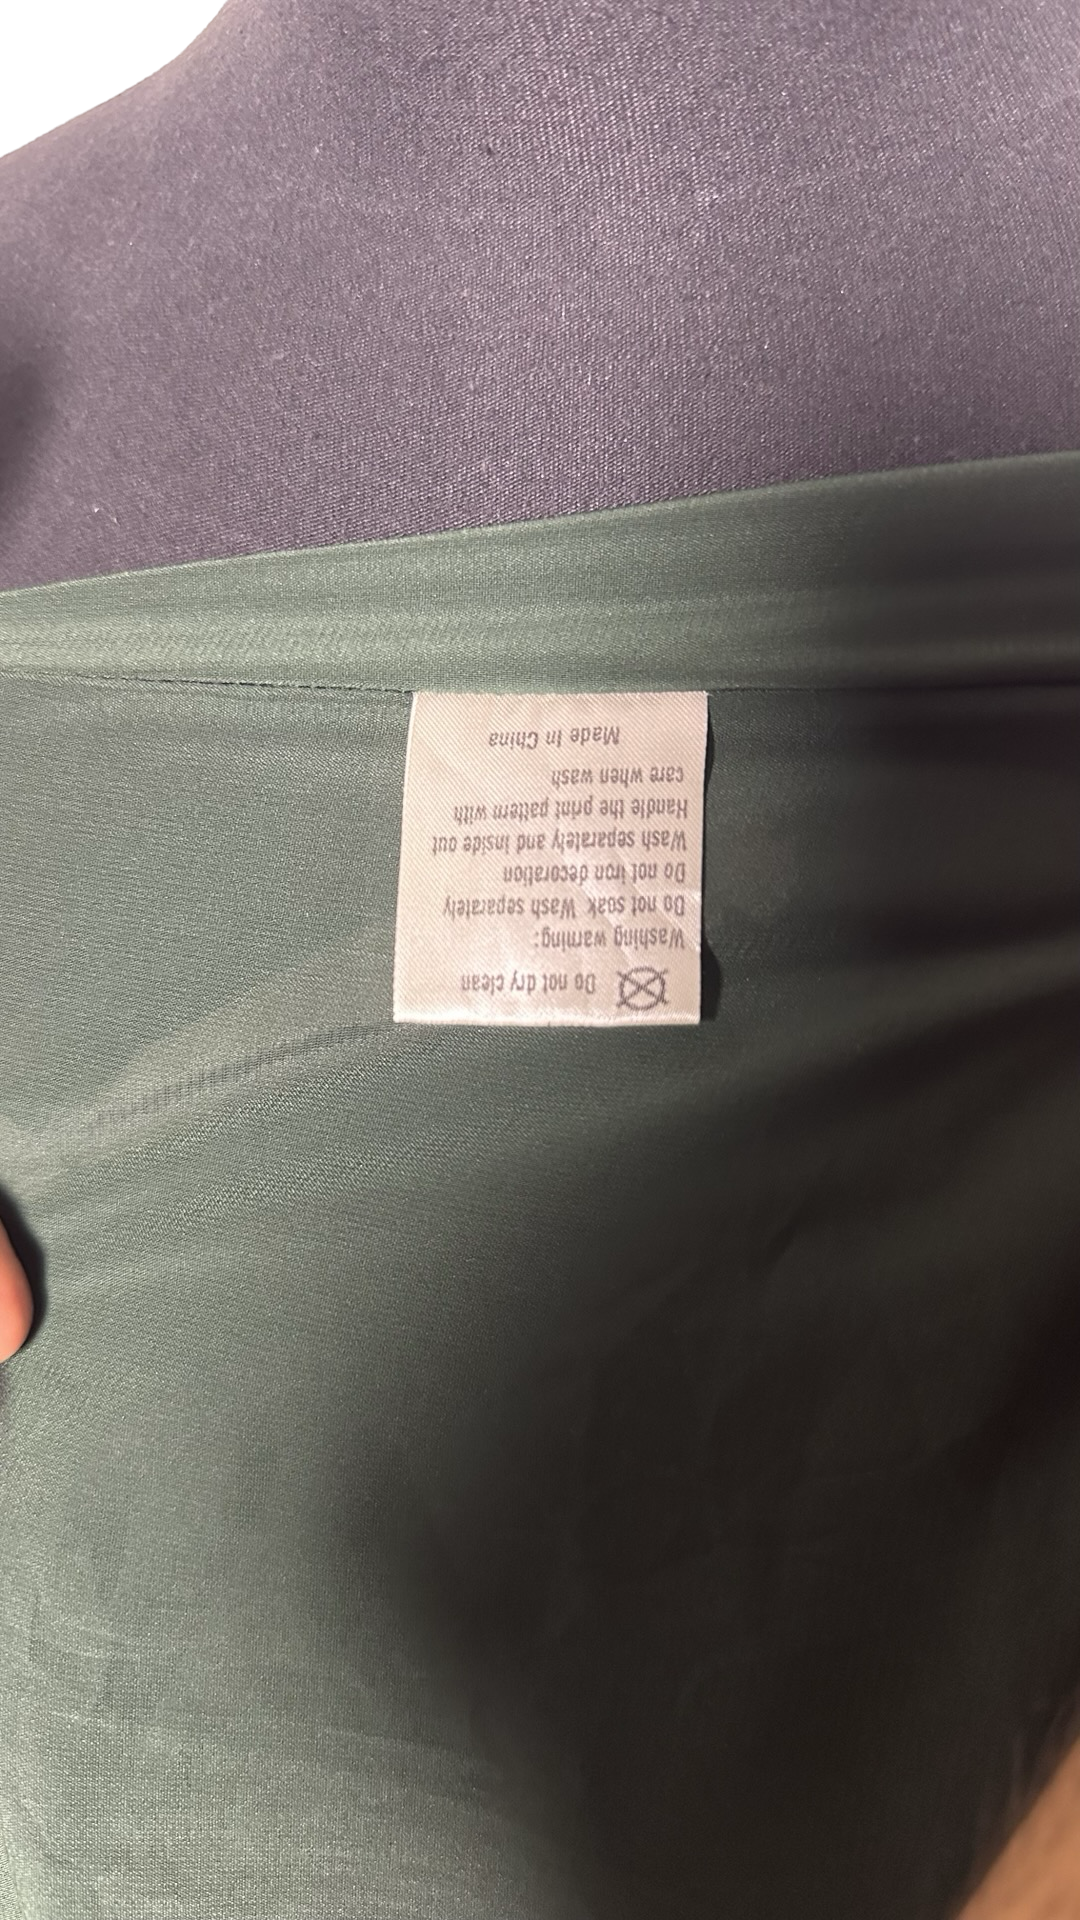 Do not dry clean
Washing warning:
Do not soak Wash separately
Do not iron decoration
Wash separately and inside out
Handle the print pattern with
care when wash
Made In China